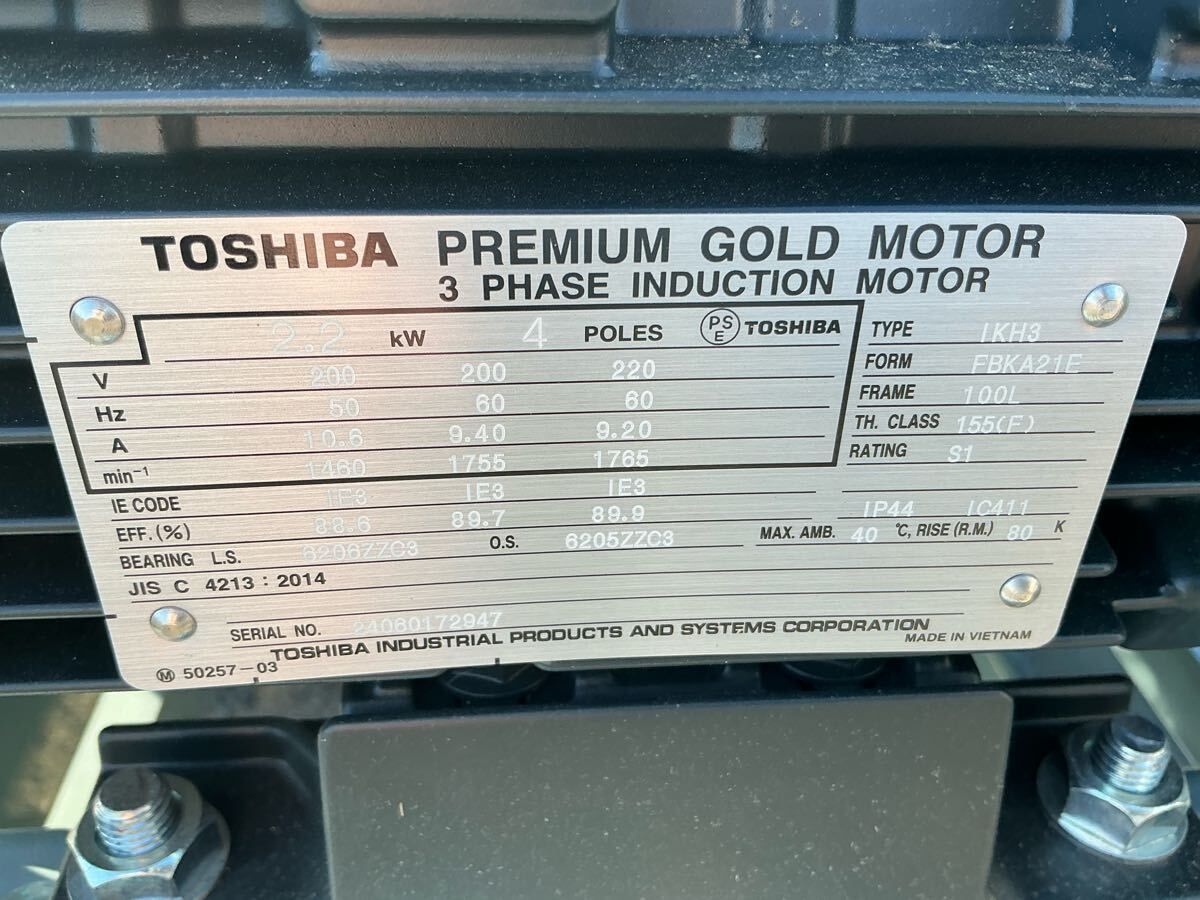 TOSHIBA PREMIUM GOLD MOTOR
3 PHASE INDUCTION MOTOR
2.2 kW 4 POLES PSE TOSHIBA
V 200 200 220
Hz 50 60 60
A 10.6 9.40 9.20
min⁻¹ 1460 1755 1765
IE CODE IE3 IE3 IE3
EFF.(%) 88.6 89.7 89.9
BEARING L.S. 6206ZZC3 O.S. 6205ZZC3
TYPE IKH3
FORM FBKA21E
FRAME 100L
TH. CLASS 155(F)
RATING S1
IP44 IC411
MAX. AMB. 40 °C, RISE (R.M.) 80 K
JIS C 4213 : 2014
SERIAL NO. 24060172947
TOSHIBA INDUSTRIAL PRODUCTS AND SYSTEMS CORPORATION
MADE IN VIETNAM
Ⓜ 50257-03